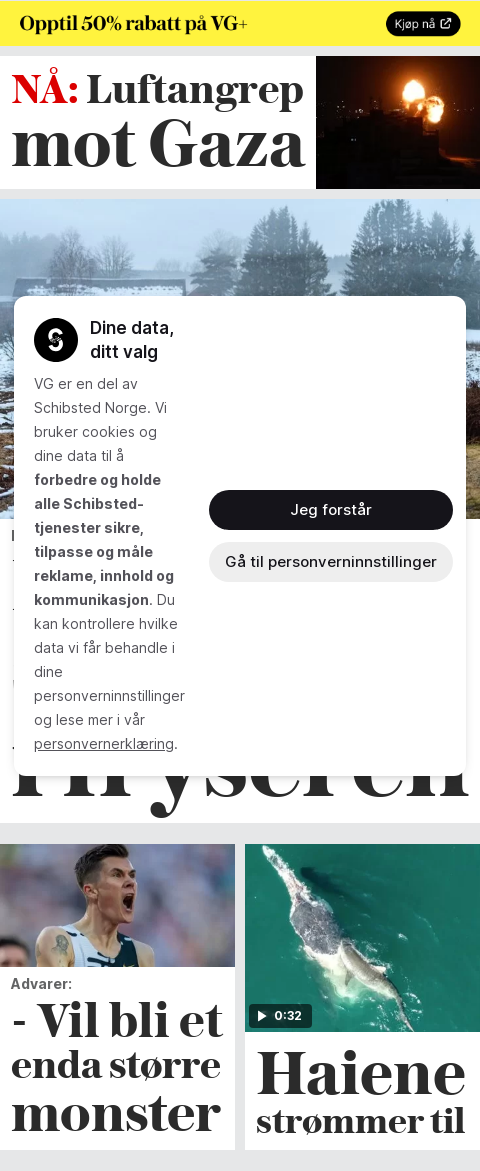 Opptil 50% rabatt på VG+
Kjøp nå
NÅ: Luftangrep
mot Gaza
Dine data,
ditt valg
VG er en del av
Schibsted Norge. Vi
bruker cookies og
dine data til å
forbedre og holde
alle Schibsted-
tjenester sikre,
tilpasse og måle
reklame, innhold og
kommunikasjon. Du
kan kontrollere hvilke
data vi får behandle i
dine
personverninnstillinger
og lese mer i vår
personvernerklæring.
Jeg forstår
Gå til personverninnstillinger
Advarer:
- Vil bli et
enda større
monster
0:32
Haiene
strømmer til